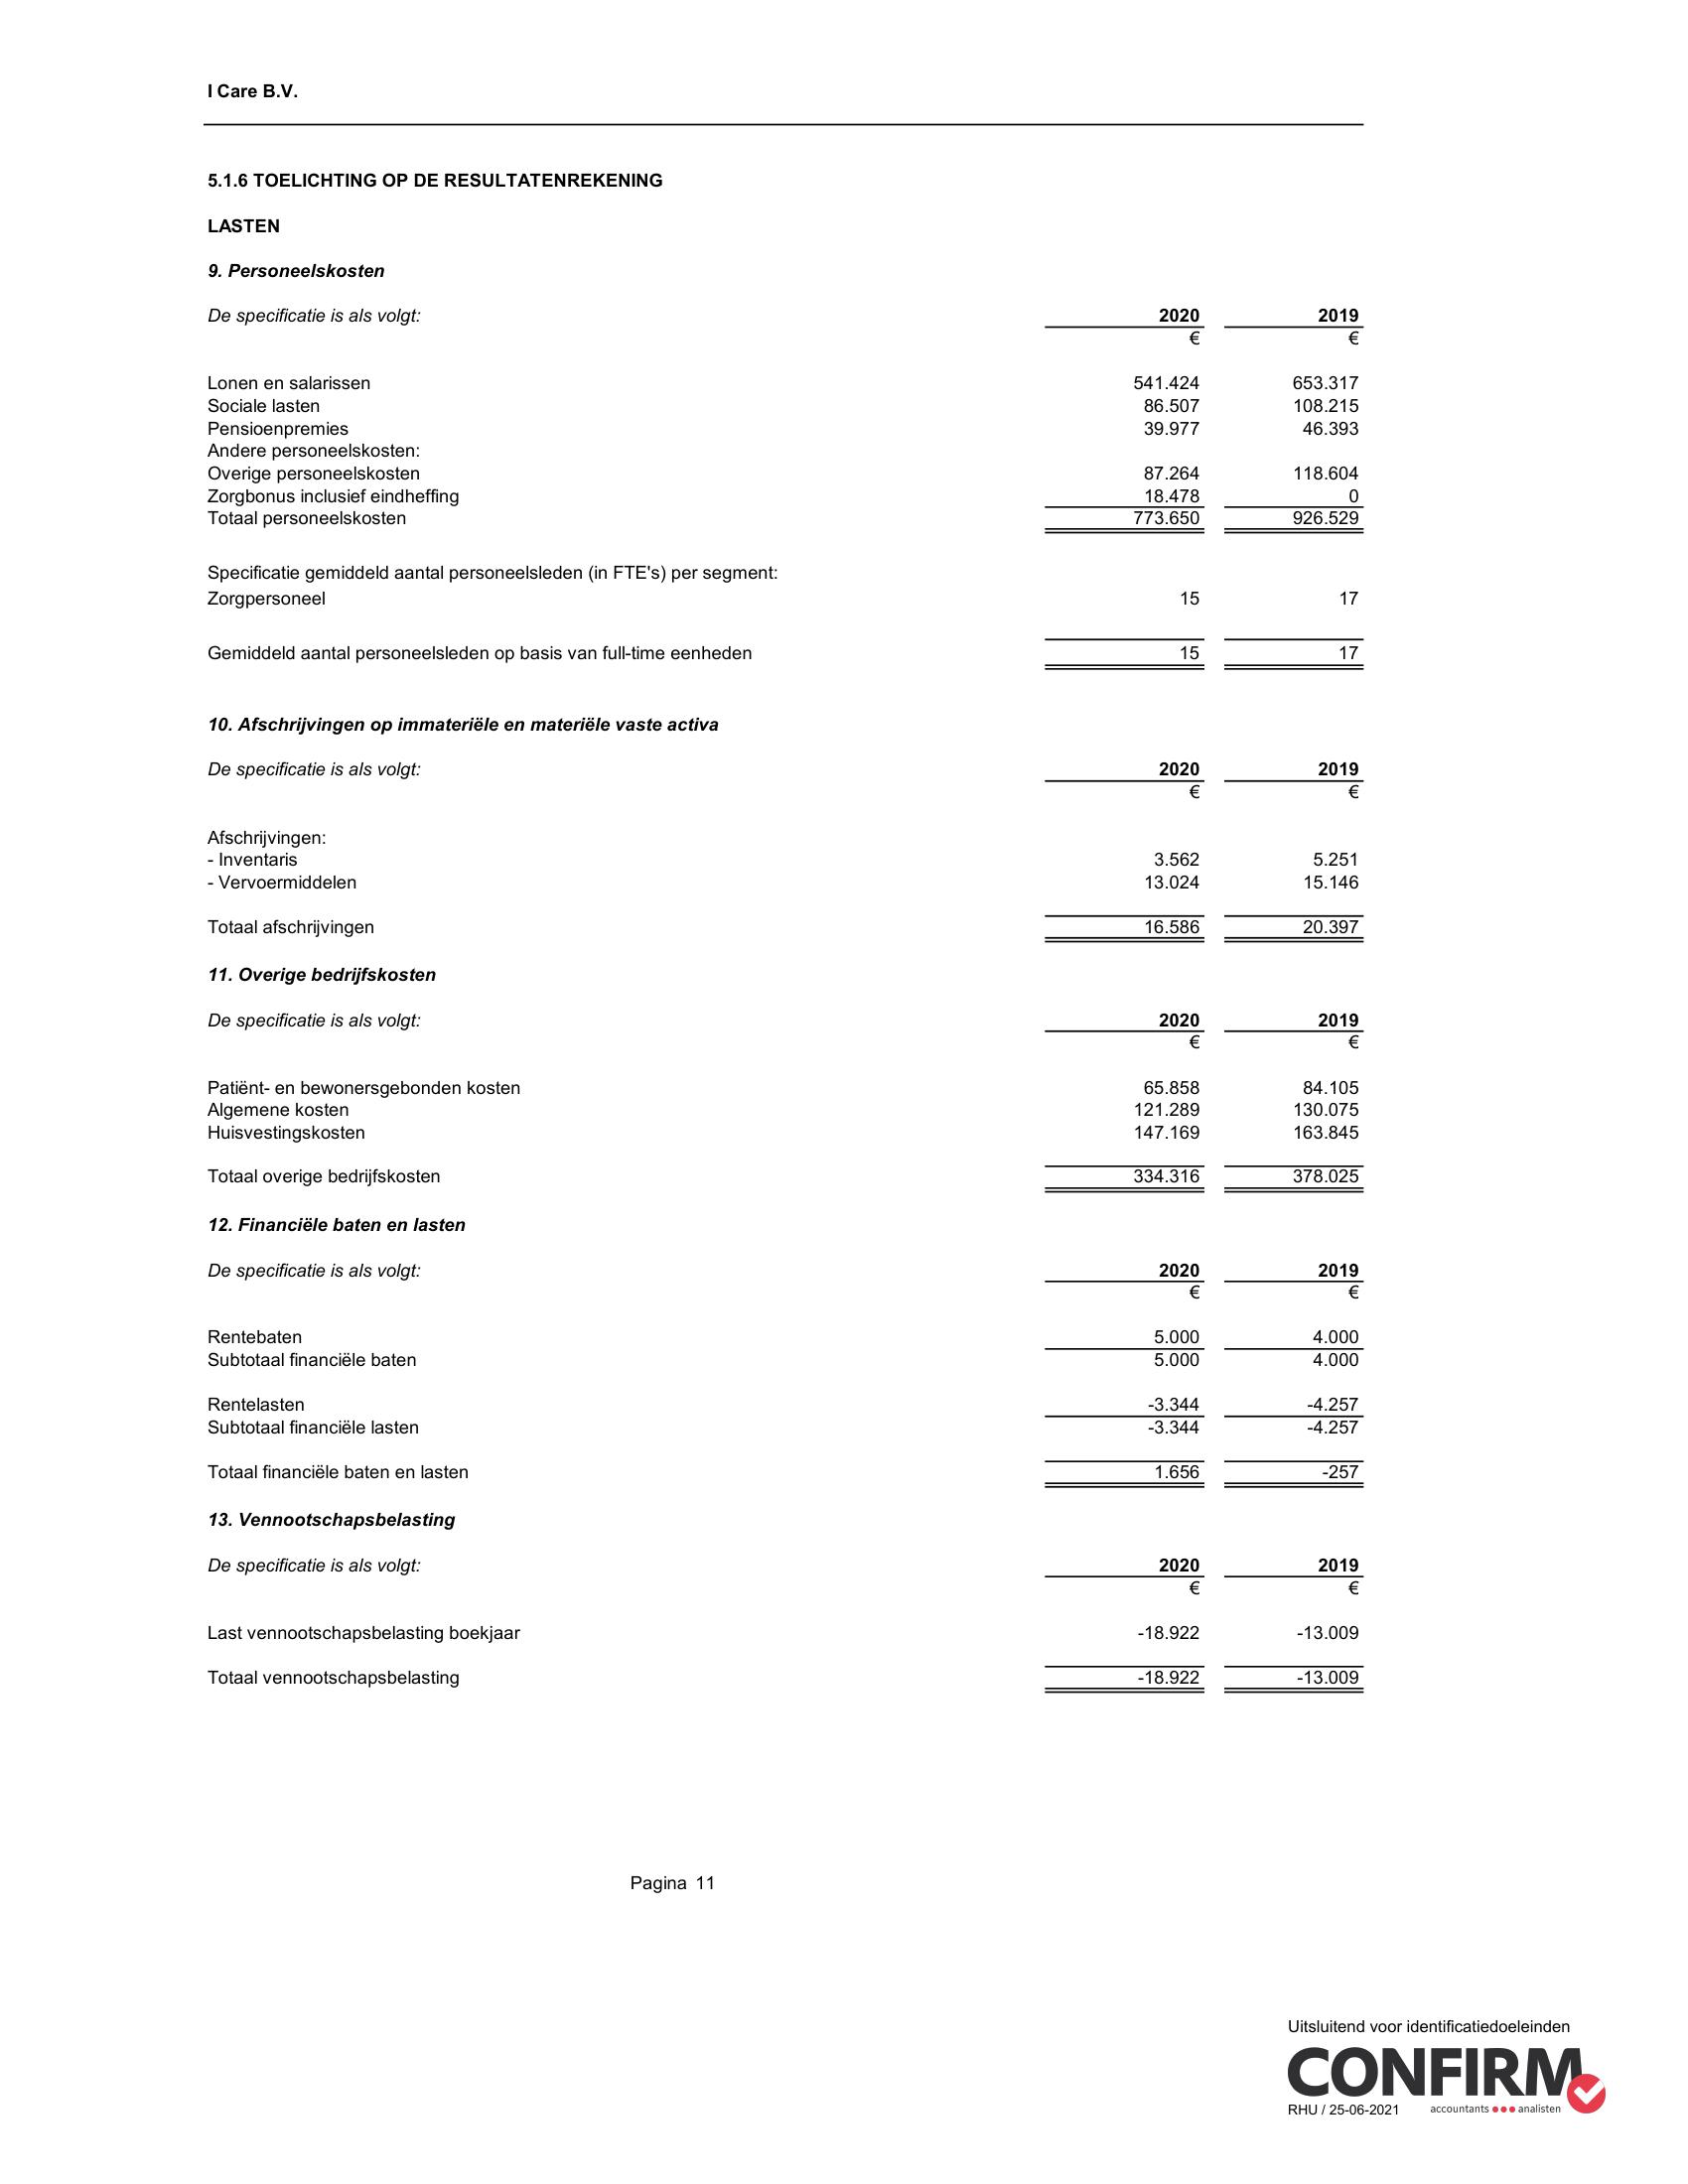 I Care B.V.
5.1.6 TOELICHTING OP DE RESULTATENREKENING
LASTEN
9. Personeelskosten
De specificatie is als volgt: 2020 2019
€ €
Lonen en salarissen 541.424 653.317
Sociale lasten 86.507 108.215
Pensioenpremies 39.977 46.393
Andere personeelskosten:
Overige personeelskosten 87.264 118.604
Zorgbonus inclusief eindheffing 18.478 0
Totaal personeelskosten 773.650 926.529
Specificatie gemiddeld aantal personeelsleden (in FTE's) per segment:
Zorgpersoneel 15 17
Gemiddeld aantal personeelsleden op basis van full-time eenheden 15 17
10. Afschrijvingen op immateriële en materiële vaste activa
De specificatie is als volgt: 2020 2019
€ €
Afschrijvingen:
- Inventaris 3.562 5.251
- Vervoermiddelen 13.024 15.146
Totaal afschrijvingen 16.586 20.397
11. Overige bedrijfskosten
De specificatie is als volgt: 2020 2019
€ €
Patiënt- en bewonersgebonden kosten 65.858 84.105
Algemene kosten 121.289 130.075
Huisvestingskosten 147.169 163.845
Totaal overige bedrijfskosten 334.316 378.025
12. Financiële baten en lasten
De specificatie is als volgt: 2020 2019
€ €
Rentebaten 5.000 4.000
Subtotaal financiële baten 5.000 4.000
Rentelasten -3.344 -4.257
Subtotaal financiële lasten -3.344 -4.257
Totaal financiële baten en lasten 1.656 -257
13. Vennootschapsbelasting
De specificatie is als volgt: 2020 2019
€ €
Last vennootschapsbelasting boekjaar -18.922 -13.009
Totaal vennootschapsbelasting -18.922 -13.009
Pagina 11
Uitsluitend voor identificatiedoeleinden
CONFIRM
RHU / 25-06-2021 accountants ●●● analisten